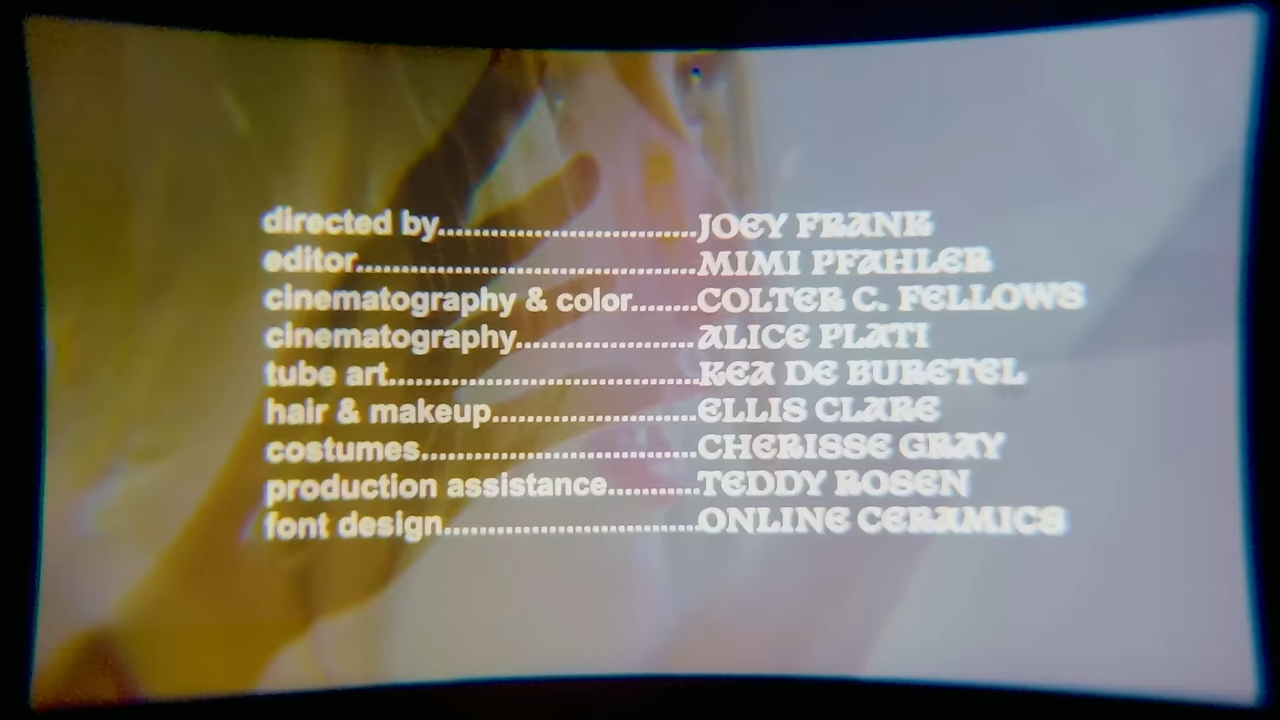 directed by.............................JOEY FRANK
editor......................................MIMI PFAHLER
cinematography & color........COLTER C. FELLOWS
cinematography....................ALICE PLATI
tube art...................................KEA DE BURETEL
hair & makeup.......................ELLIS CLARE
costumes...............................CHERISSE GRAY
production assistance..........TEDDY ROSEN
font design.............................ONLINE CERAMICS